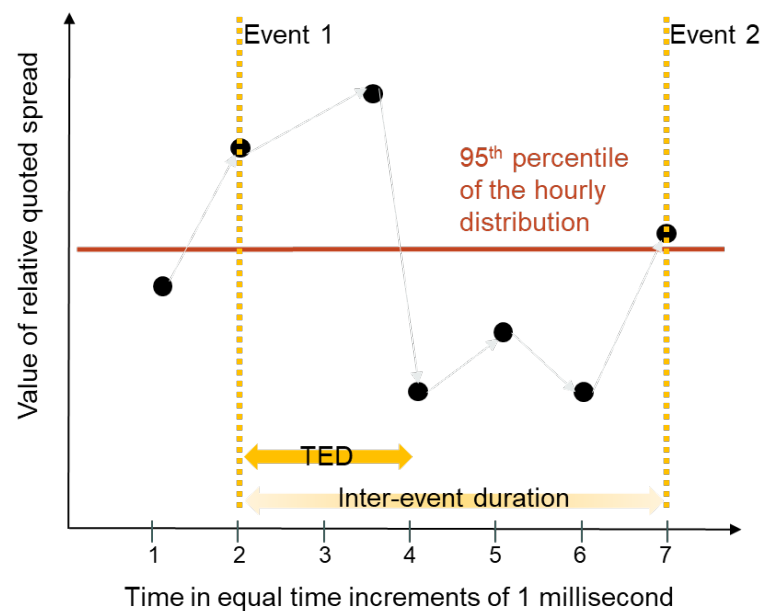 Event 1
Event 2
Value of relative quoted spread
95th percentile
of the hourly
distribution
TED
Inter-event duration
1 2 3 4 5 6 7
Time in equal time increments of 1 millisecond